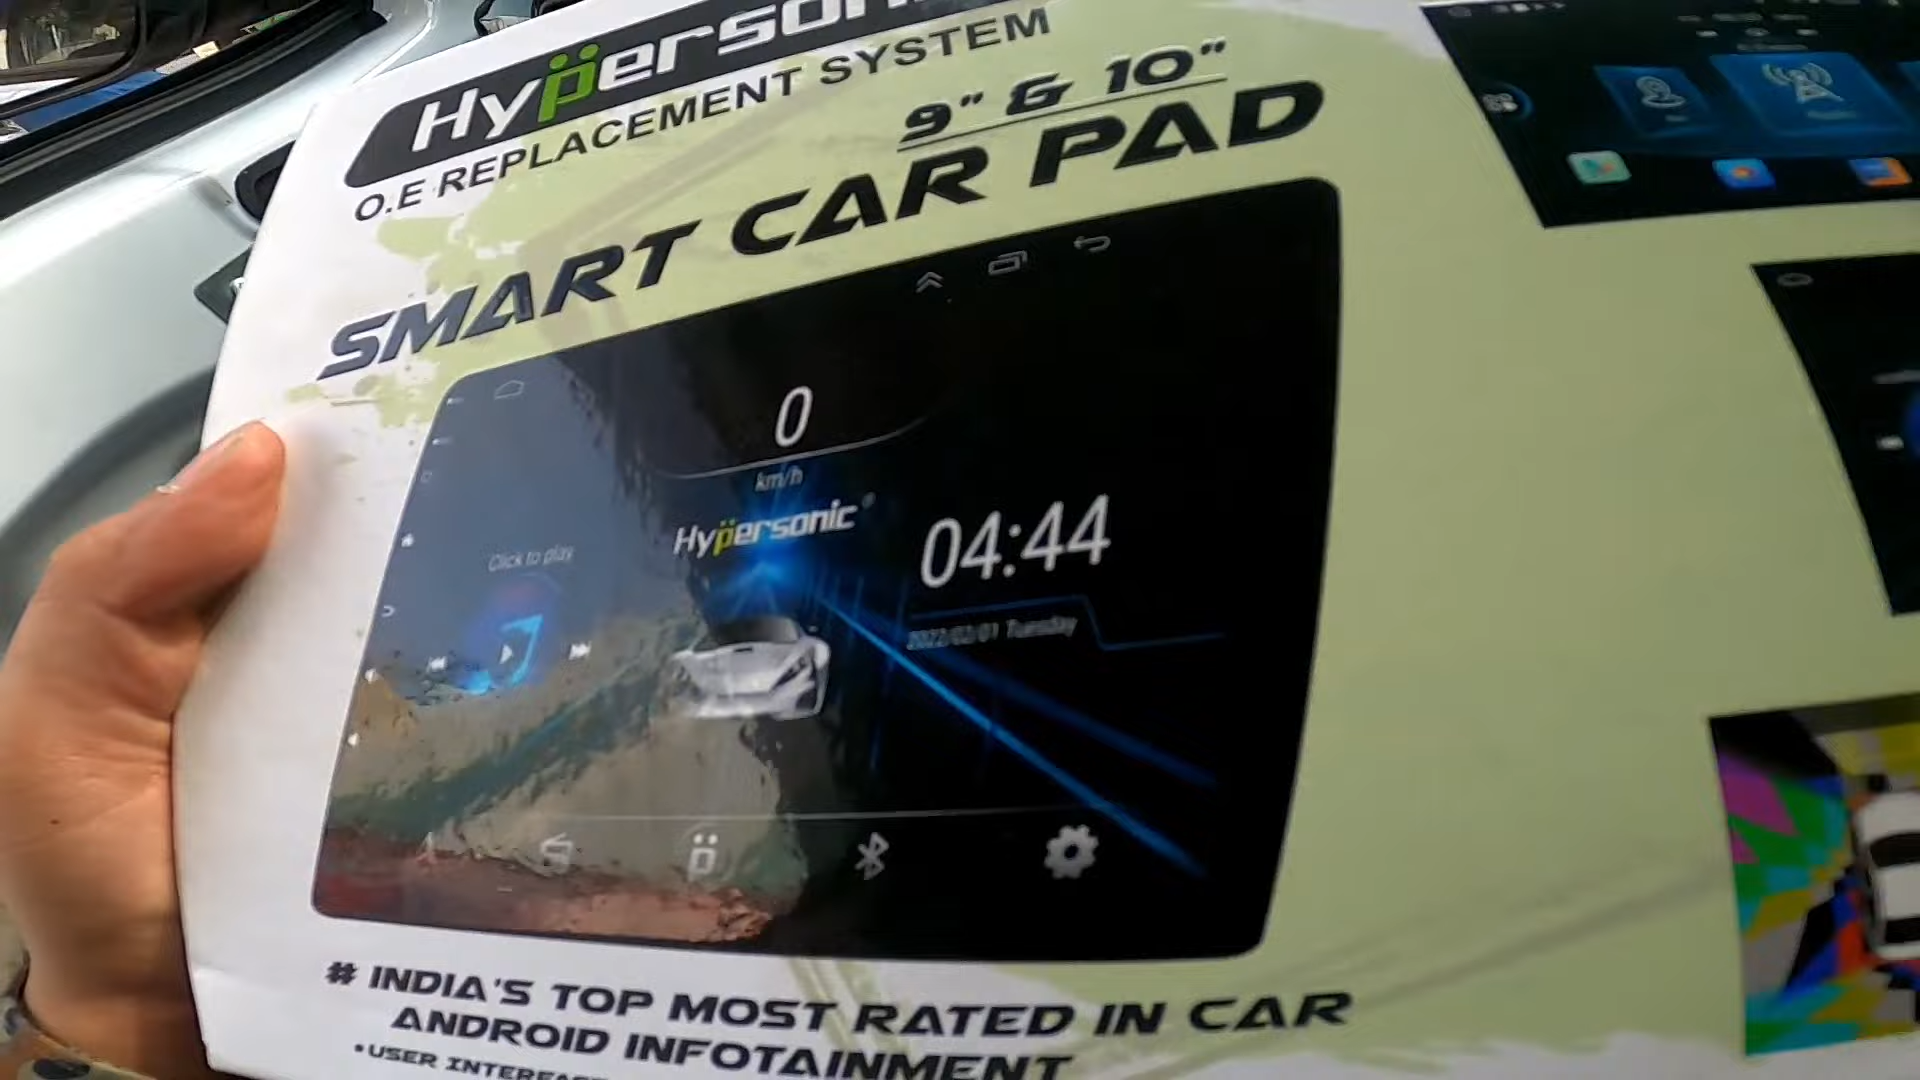 Hypersonic
O.E REPLACEMENT SYSTEM
9" & 10"
SMART CAR PAD
0
km/h
Hypersonic
Click to play
04:44
2022/02/01 Tuesday
# INDIA'S TOP MOST RATED IN CAR
ANDROID INFOTAINMENT
•USER